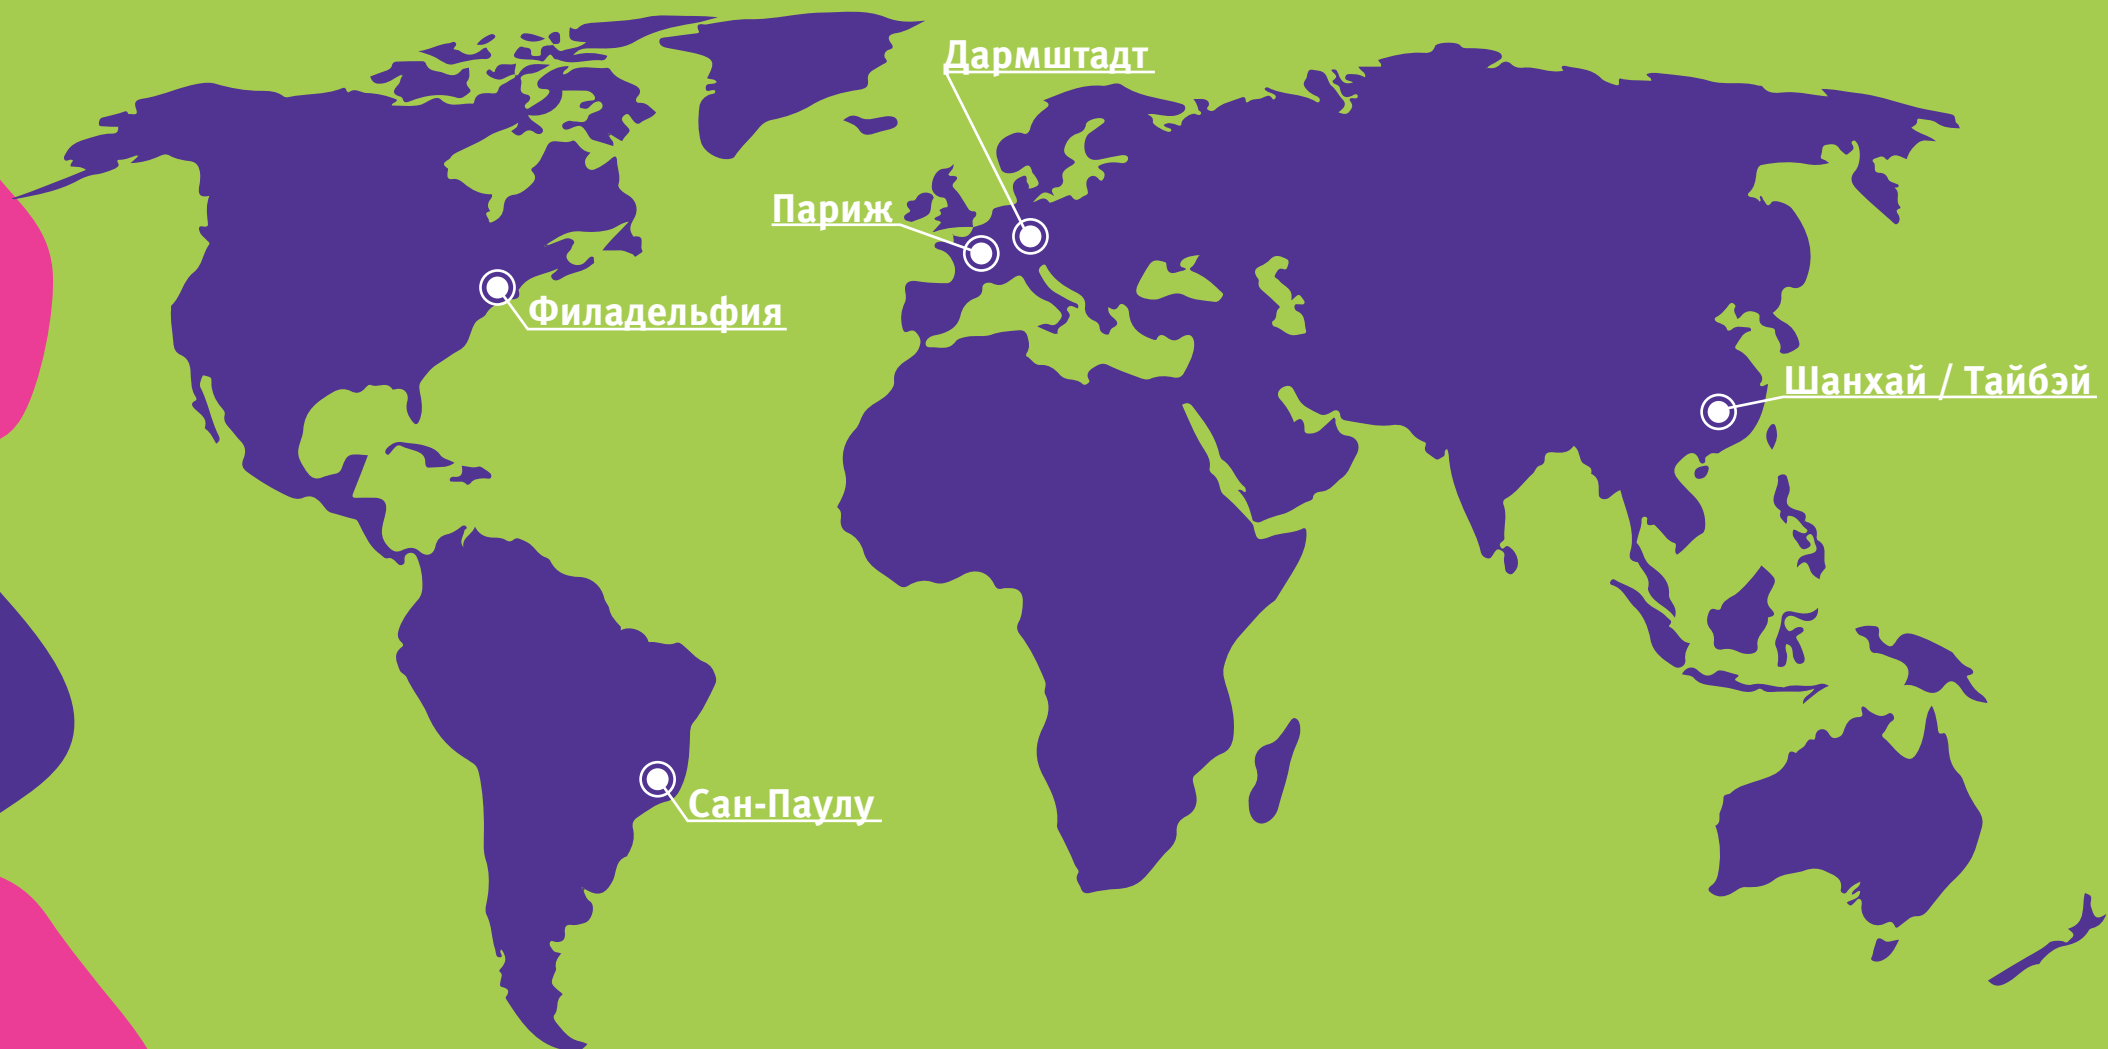 Дармштадт
Париж
Филадельфия
Шанхай / Тайбэй
Сан-Паулу